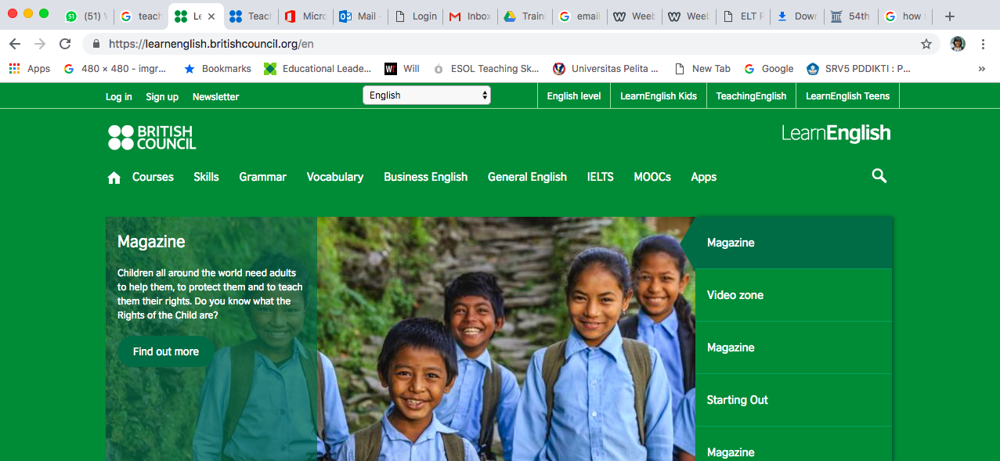 (51)
teach
Le
Teach
Micro
Mail
Login
Inbox
Traini
email
Weeb
Weeb
ELT F
Down
54th
how
https://learnenglish.britishcouncil.org/en
Apps
480 × 480 - imgr...
Bookmarks
Educational Leade...
Will
ESOL Teaching Sk...
Universitas Pelita ...
New Tab
Google
SRV5 PDDIKTI : P...
»
Log in
Sign up
Newsletter
English
English level
LearnEnglish Kids
TeachingEnglish
LearnEnglish Teens
BRITISH
COUNCIL
LearnEnglish
Courses
Skills
Grammar
Vocabulary
Business English
General English
IELTS
MOOCs
Apps
Magazine
Children all around the world need adults
to help them, to protect them and to teach
them their rights. Do you know what the
Rights of the Child are?
Find out more
Magazine
Video zone
Magazine
Starting Out
Magazine